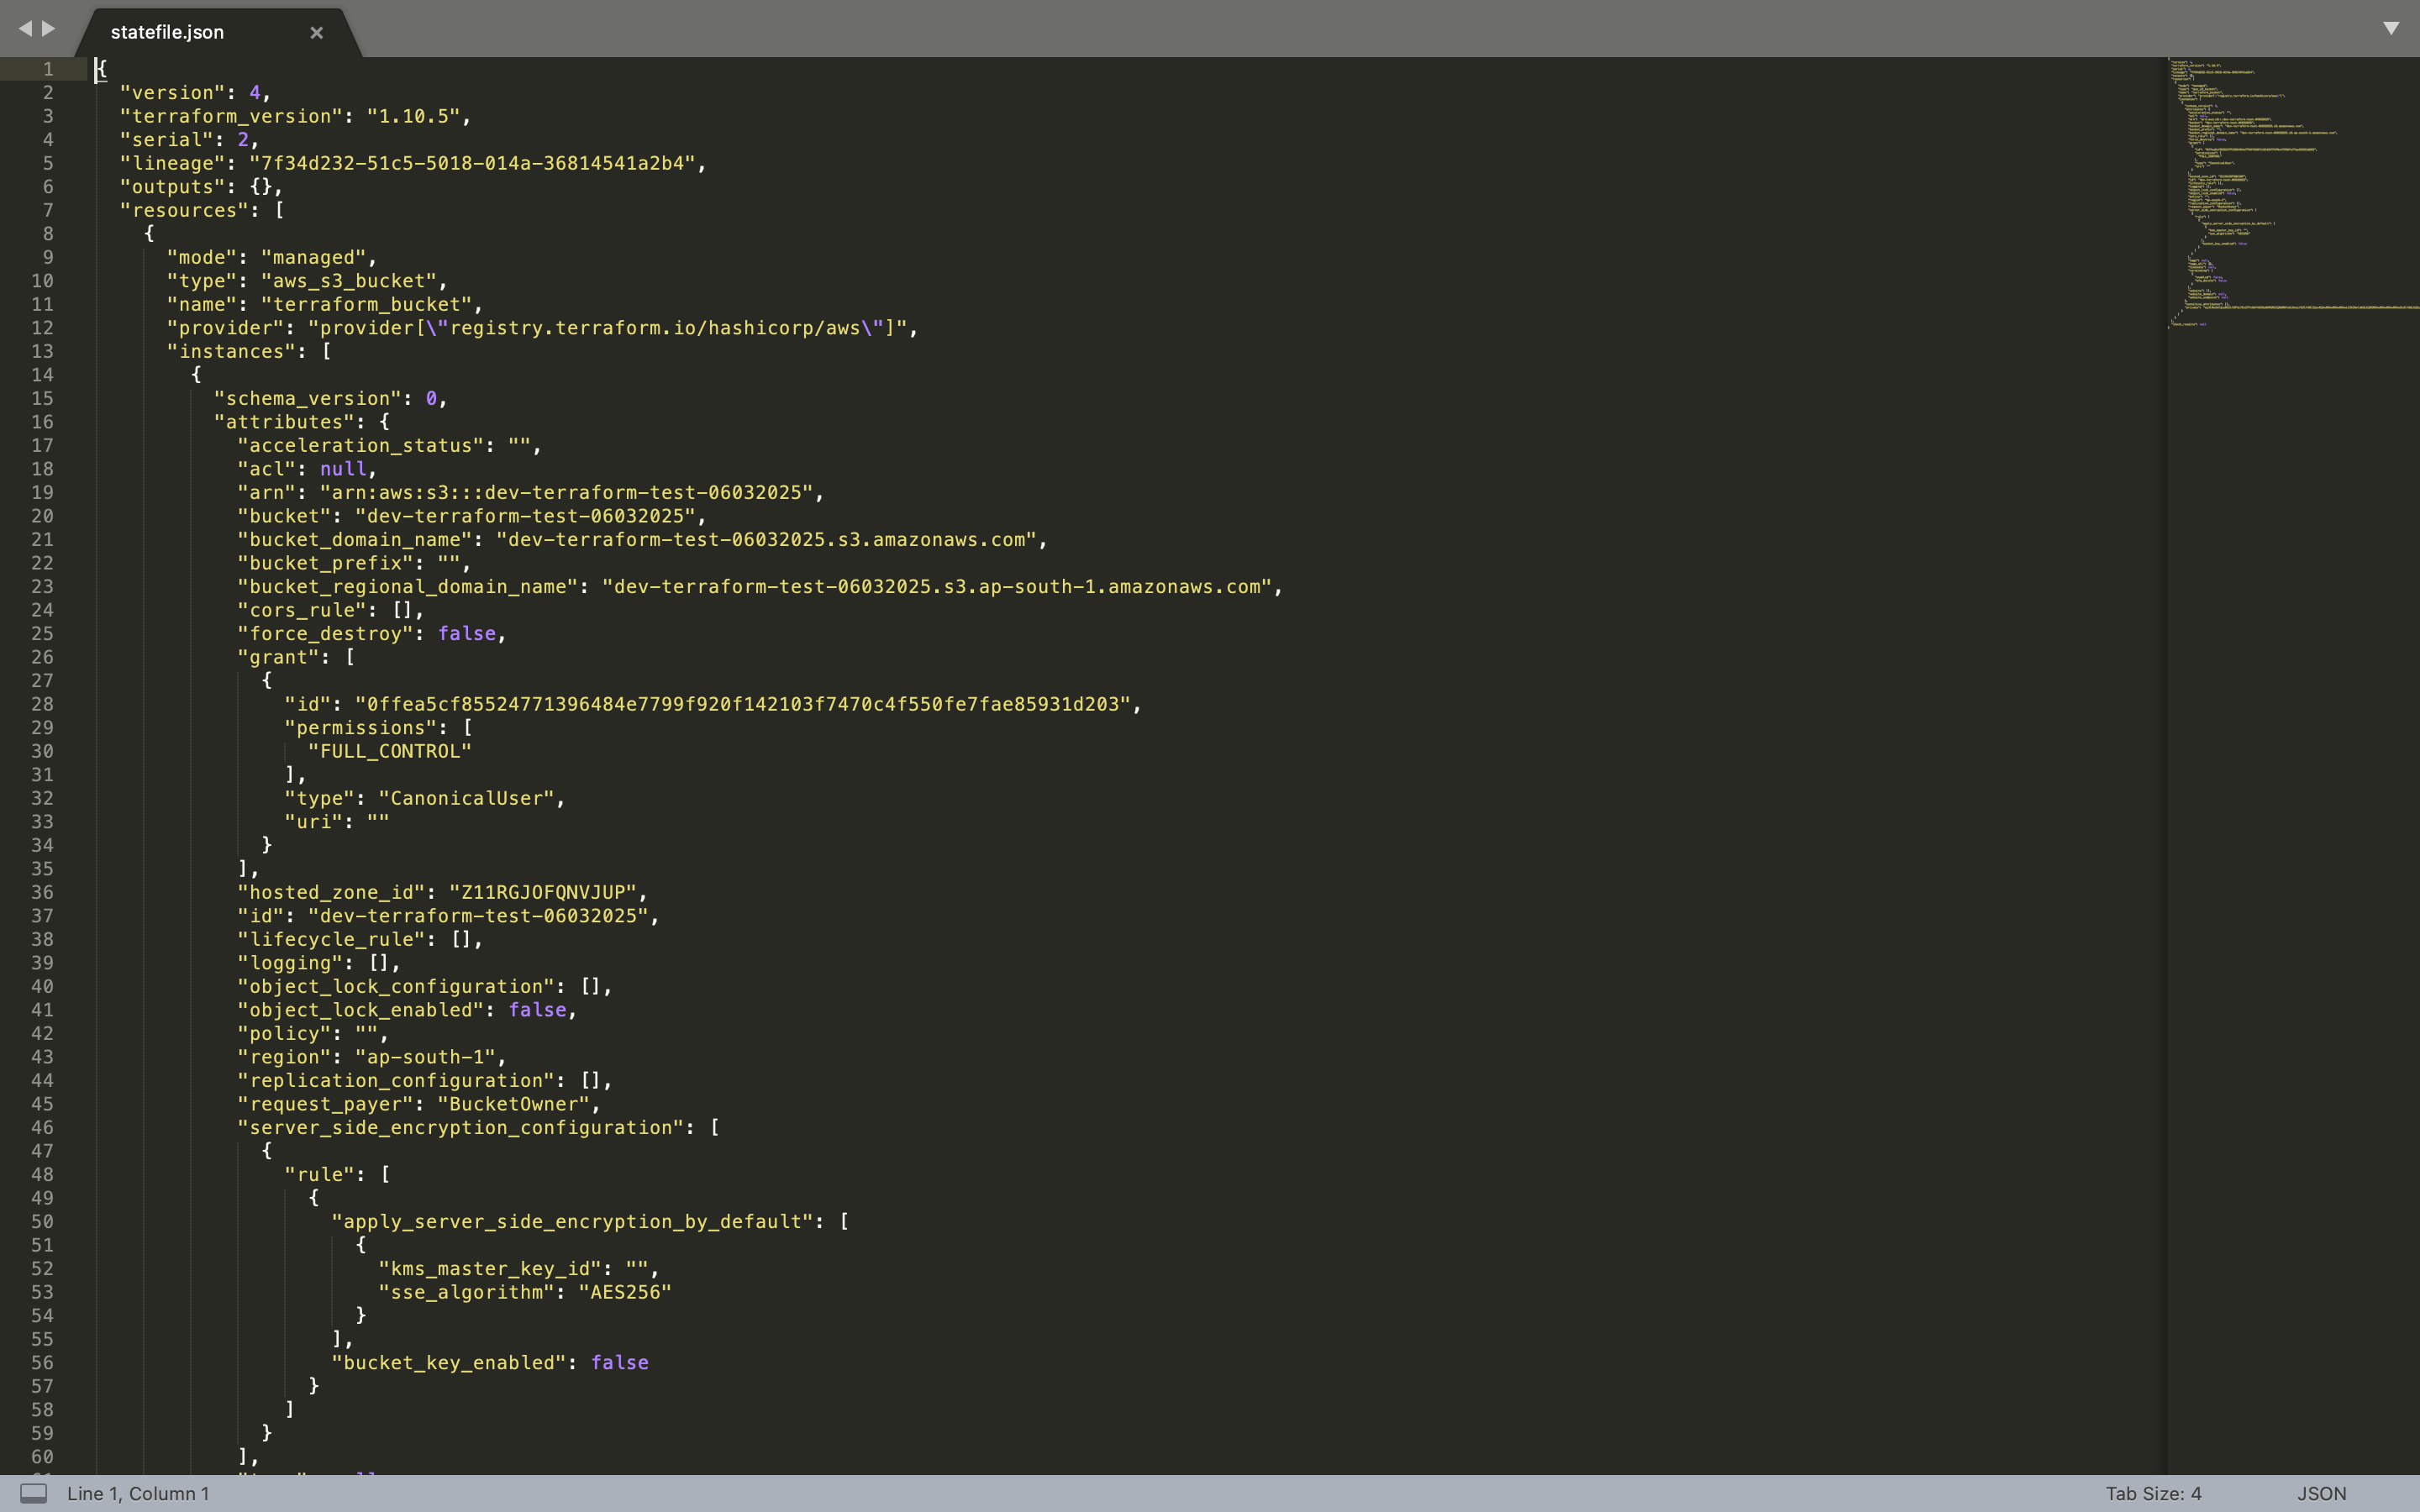 statefile.json ×
1 {
2 "version": 4,
3 "terraform_version": "1.10.5",
4 "serial": 2,
5 "lineage": "7f34d232-51c5-5018-014a-36814541a2b4",
6 "outputs": {},
7 "resources": [
8 {
9 "mode": "managed",
10 "type": "aws_s3_bucket",
11 "name": "terraform_bucket",
12 "provider": "provider[\"registry.terraform.io/hashicorp/aws\"]",
13 "instances": [
14 {
15 "schema_version": 0,
16 "attributes": {
17 "acceleration_status": "",
18 "acl": null,
19 "arn": "arn:aws:s3:::dev-terraform-test-06032025",
20 "bucket": "dev-terraform-test-06032025",
21 "bucket_domain_name": "dev-terraform-test-06032025.s3.amazonaws.com",
22 "bucket_prefix": "",
23 "bucket_regional_domain_name": "dev-terraform-test-06032025.s3.ap-south-1.amazonaws.com",
24 "cors_rule": [],
25 "force_destroy": false,
26 "grant": [
27 {
28 "id": "0ffea5cf85524771396484e7799f920f142103f7470c4f550fe7fae85931d203",
29 "permissions": [
30 "FULL_CONTROL"
31 ],
32 "type": "CanonicalUser",
33 "uri": ""
34 }
35 ],
36 "hosted_zone_id": "Z11RGJOFQNVJUP",
37 "id": "dev-terraform-test-06032025",
38 "lifecycle_rule": [],
39 "logging": [],
40 "object_lock_configuration": [],
41 "object_lock_enabled": false,
42 "policy": "",
43 "region": "ap-south-1",
44 "replication_configuration": [],
45 "request_payer": "BucketOwner",
46 "server_side_encryption_configuration": [
47 {
48 "rule": [
49 {
50 "apply_server_side_encryption_by_default": [
51 {
52 "kms_master_key_id": "",
53 "sse_algorithm": "AES256"
54 }
55 ],
56 "bucket_key_enabled": false
57 }
58 ]
59 }
60 ],
Line 1, Column 1
Tab Size: 4
JSON